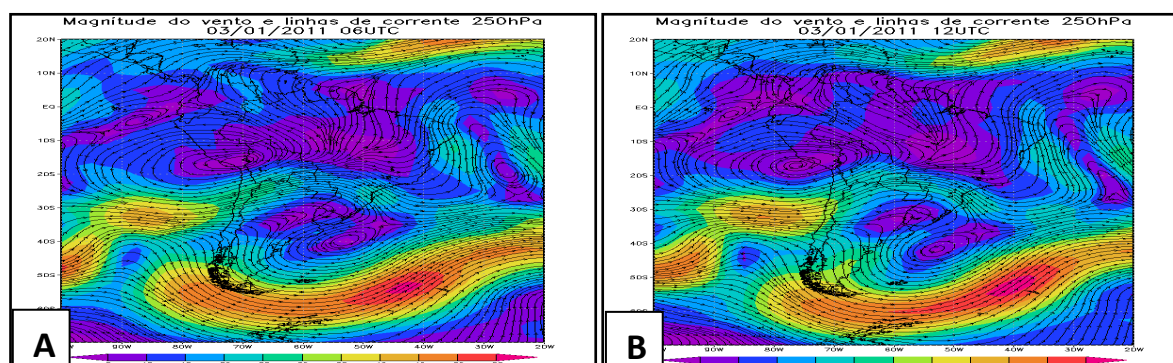 Magnitude do vento e linhas de corrente 250hPa
03/01/2011 06UTC
20N
10N
EQ
10S
20S
30S
40S
50S
90W 80W 70W 60W 50W 40W 30W 20W
A
Magnitude do vento e linhas de corrente 250hPa
03/01/2011 12UTC
20N
10N
EQ
10S
20S
30S
40S
50S
90W 80W 70W 60W 50W 40W 30W 20W
B